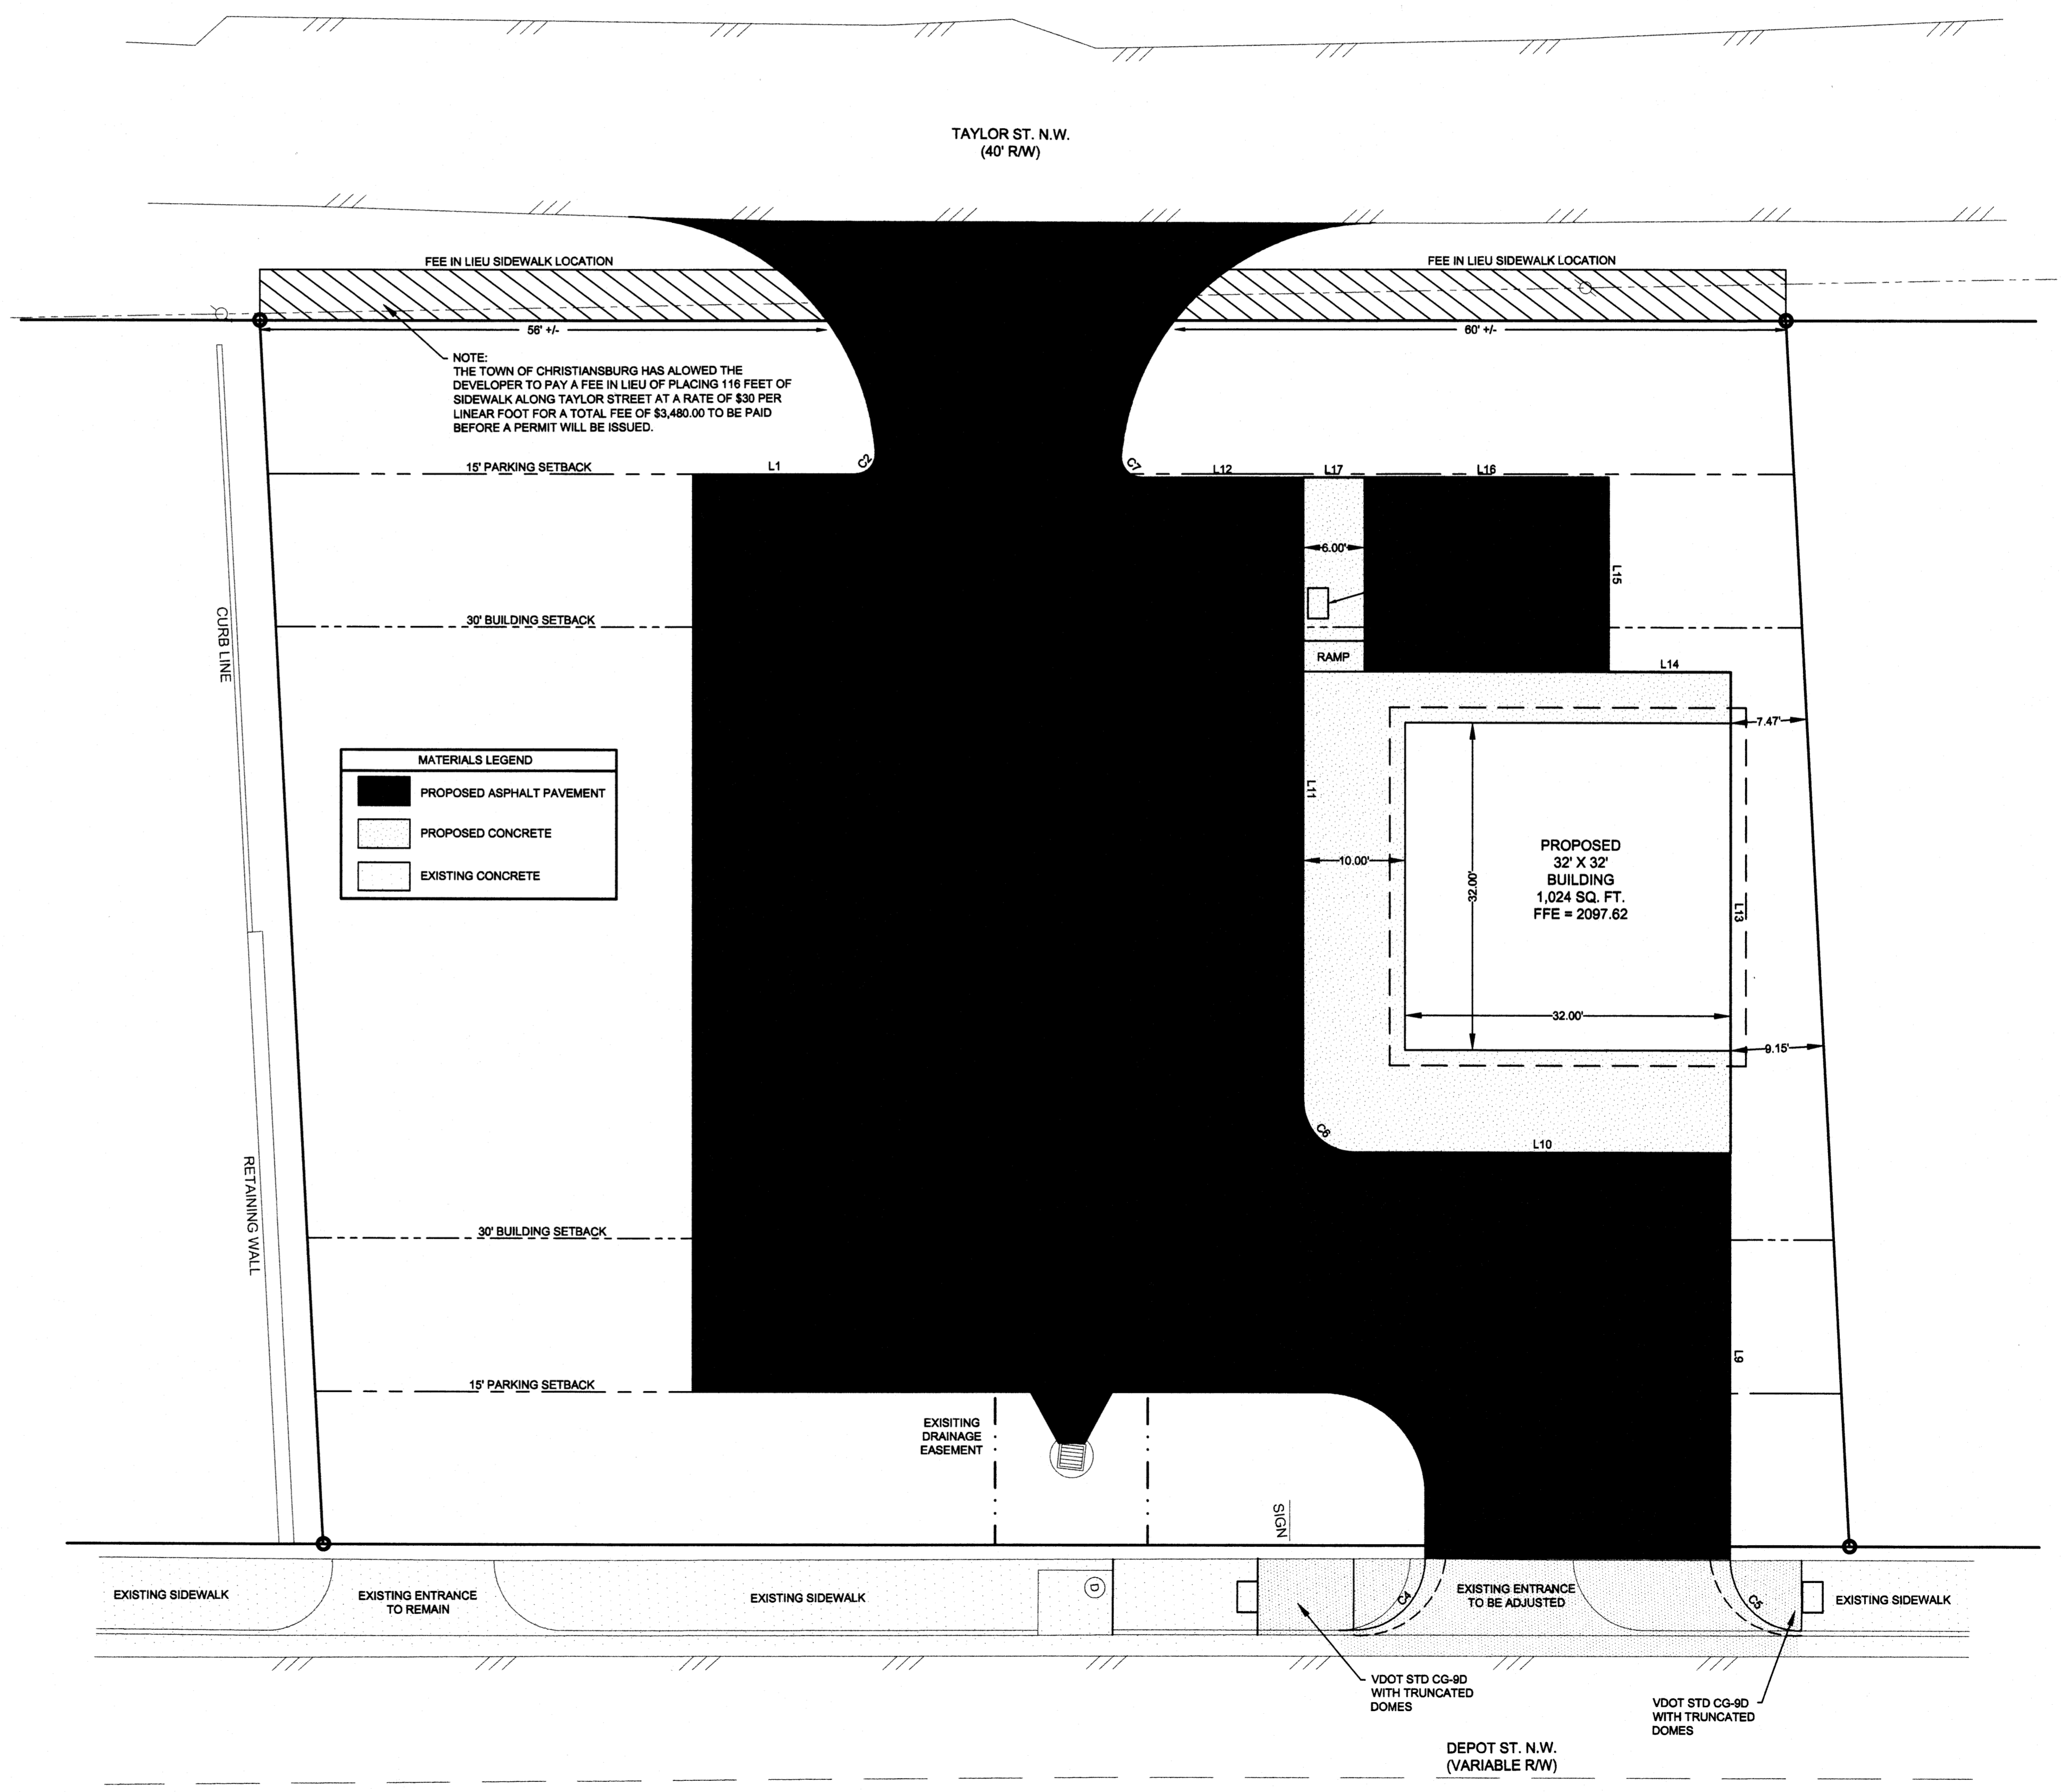 TAYLOR ST. N.W.
(40' R/W)
FEE IN LIEU SIDEWALK LOCATION
FEE IN LIEU SIDEWALK LOCATION
56' +/-
60' +/-
NOTE:
THE TOWN OF CHRISTIANSBURG HAS ALOWED THE
DEVELOPER TO PAY A FEE IN LIEU OF PLACING 116 FEET OF
SIDEWALK ALONG TAYLOR STREET AT A RATE OF $30 PER
LINEAR FOOT FOR A TOTAL FEE OF $3,480.00 TO BE PAID
BEFORE A PERMIT WILL BE ISSUED.
15' PARKING SETBACK
L1
C2
C7
L12
L17
L16
6.00'
L15
CURB LINE
30' BUILDING SETBACK
RAMP
L14
7.47'
MATERIALS LEGEND
PROPOSED ASPHALT PAVEMENT
PROPOSED CONCRETE
EXISTING CONCRETE
L11
10.00'
32.00'
PROPOSED
32' X 32'
BUILDING
1,024 SQ. FT.
FFE = 2097.62
L13
32.00'
9.15'
C6
L10
RETAINING WALL
30' BUILDING SETBACK
L9
15' PARKING SETBACK
EXISITING
DRAINAGE
EASEMENT
SIGN
EXISTING SIDEWALK
EXISTING ENTRANCE
TO REMAIN
EXISTING SIDEWALK
D
C4
EXISTING ENTRANCE
TO BE ADJUSTED
C5
EXISTING SIDEWALK
VDOT STD CG-9D
WITH TRUNCATED
DOMES
VDOT STD CG-9D
WITH TRUNCATED
DOMES
DEPOT ST. N.W.
(VARIABLE R/W)